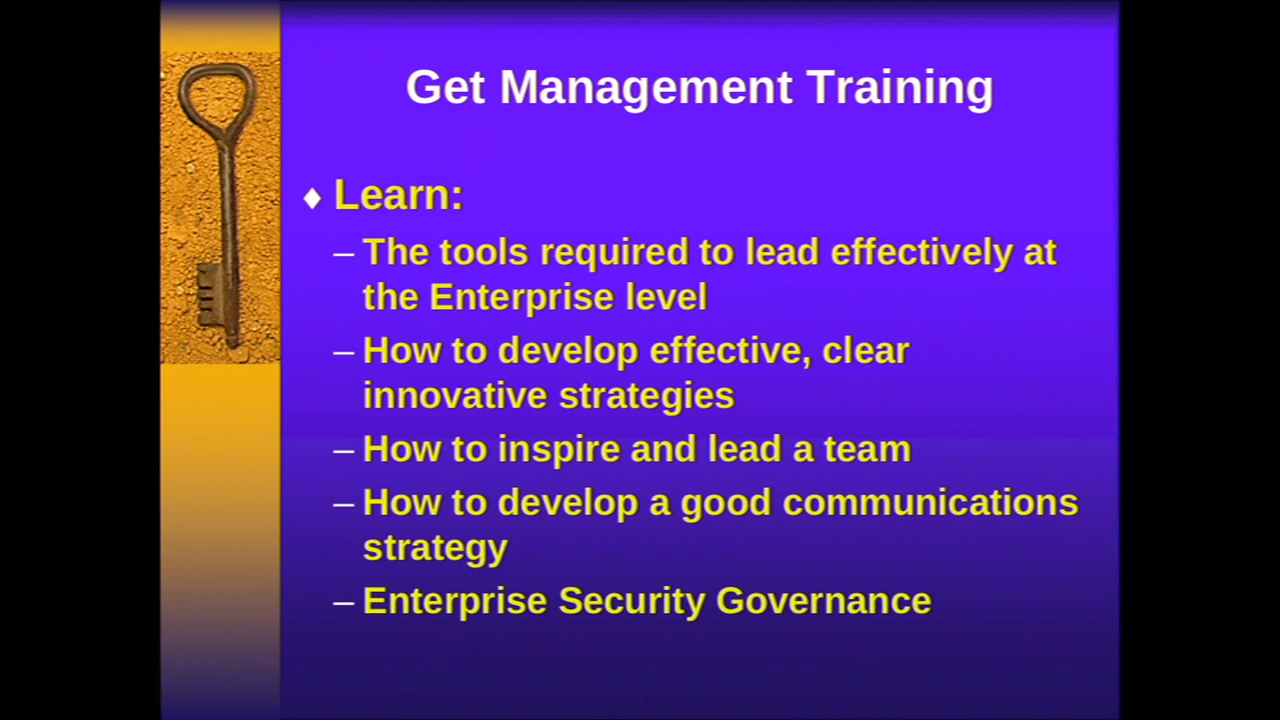 Get Management Training
♦ Learn:
– The tools required to lead effectively at
the Enterprise level
– How to develop effective, clear
innovative strategies
– How to inspire and lead a team
– How to develop a good communications
strategy
– Enterprise Security Governance